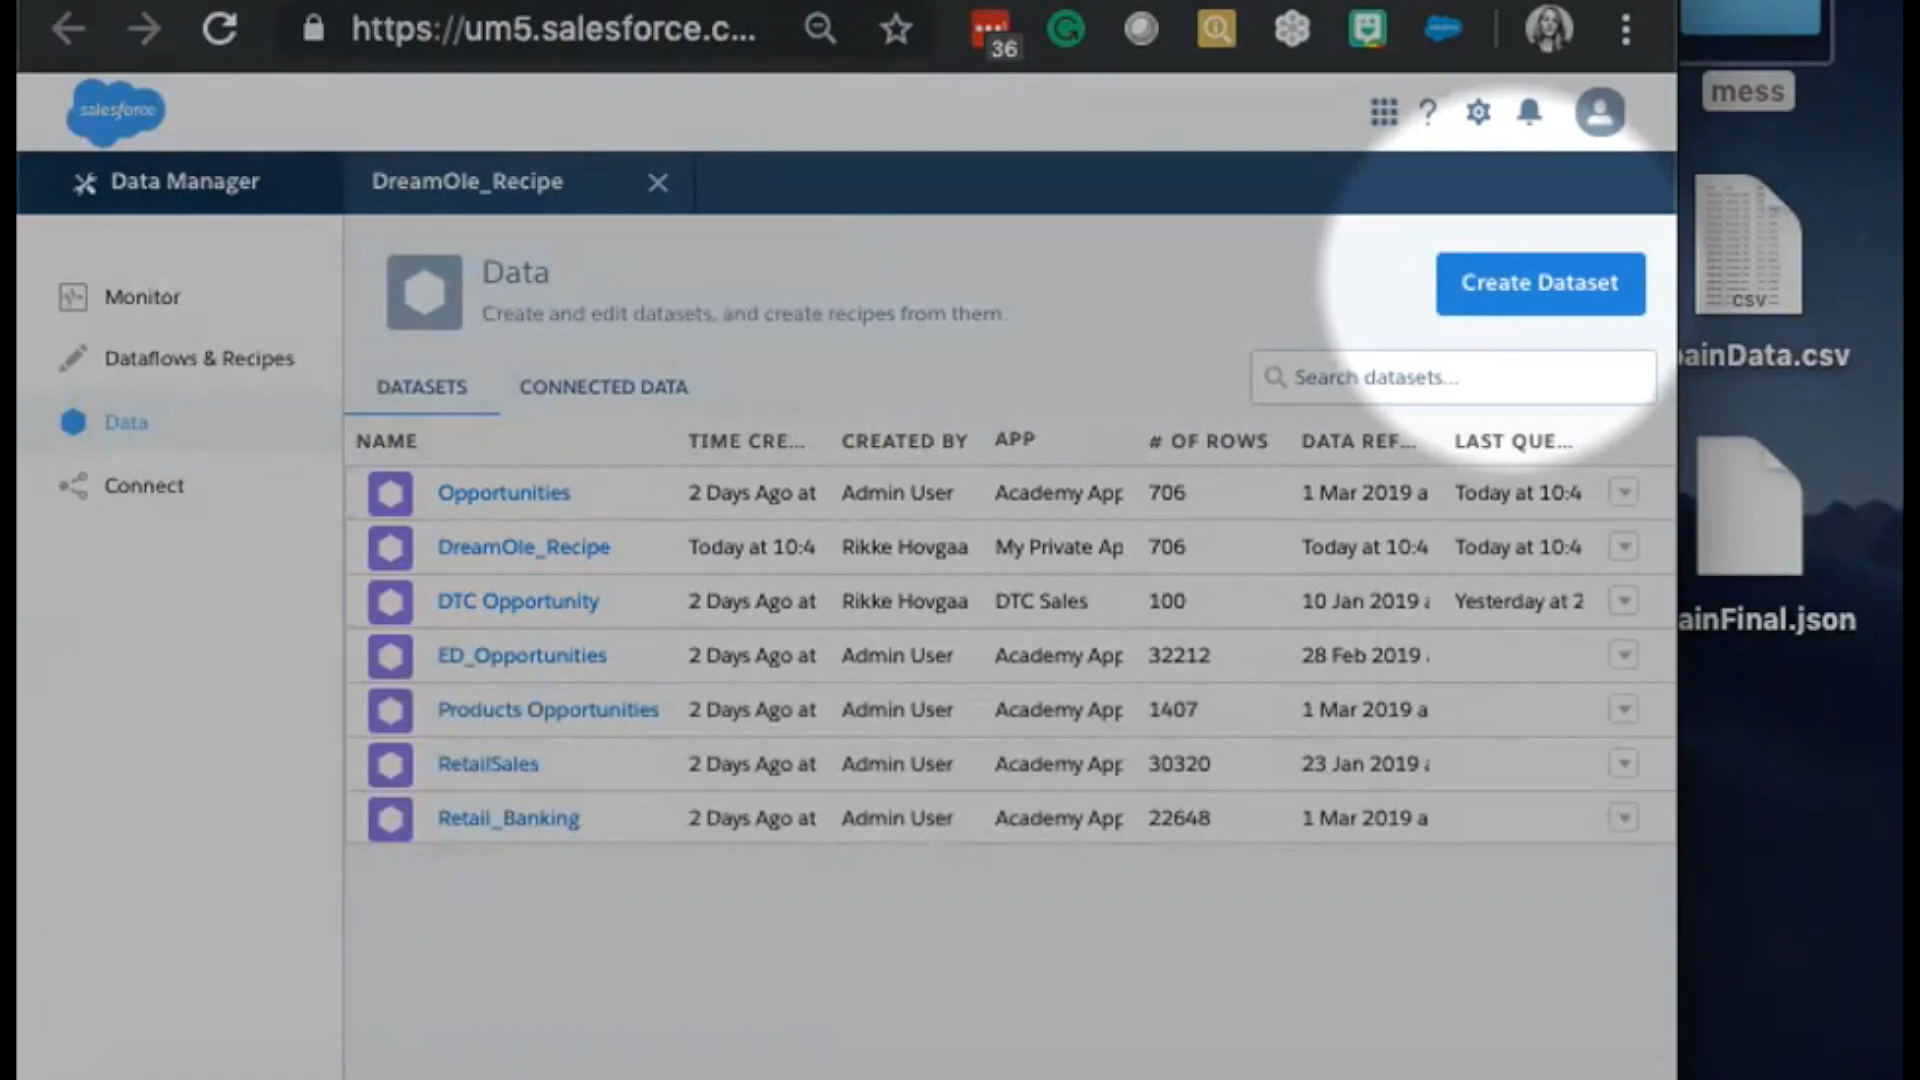 https://um5.salesforce.c...
36
salesforce
mess
Data Manager
DreamOle_Recipe
Monitor
Dataflows & Recipes
Data
Connect
Data
Create and edit datasets, and create recipes from them.
Create Dataset
CSV
ainData.csv
DATASETS CONNECTED DATA
Search datasets...
NAME TIME CRE... CREATED BY APP # OF ROWS DATA REF... LAST QUE...
Opportunities 2 Days Ago at Admin User Academy App 706 1 Mar 2019 a Today at 10:4
DreamOle_Recipe Today at 10:4 Rikke Hovgaa My Private Ap 706 Today at 10:4 Today at 10:4
DTC Opportunity 2 Days Ago at Rikke Hovgaa DTC Sales 100 10 Jan 2019 Yesterday at 2
ED_Opportunities 2 Days Ago at Admin User Academy App 32212 28 Feb 2019
Products Opportunities 2 Days Ago at Admin User Academy App 1407 1 Mar 2019 a
RetailSales 2 Days Ago at Admin User Academy App 30320 23 Jan 2019
Retail_Banking 2 Days Ago at Admin User Academy App 22648 1 Mar 2019 a
ainFinal.json